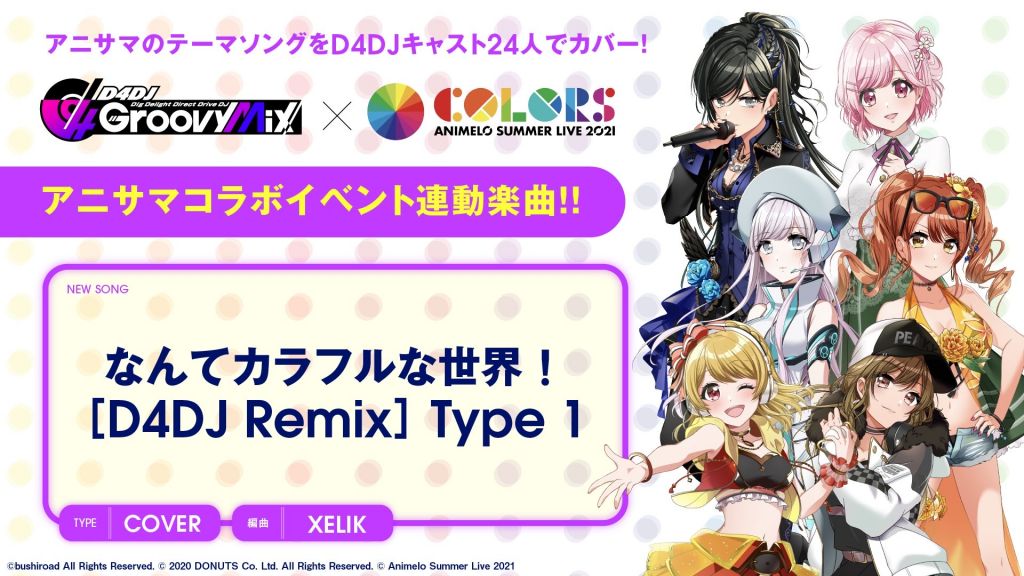 アニサマのテーマソングをD4DJキャスト24人でカバー!
D4DJ
Dig Delight Direct Drive DJ
GROOVYMiX
×
COLORS
ANIMELO SUMMER LIVE 2021
アニサマコラボイベント連動楽曲!!
NEW SONG
なんてカラフルな世界！
[D4DJ Remix] Type 1
TYPE COVER 編曲 XELIK
©bushiroad All Rights Reserved. © 2020 DONUTS Co. Ltd. All Rights Reserved. © Animelo Summer Live 2021